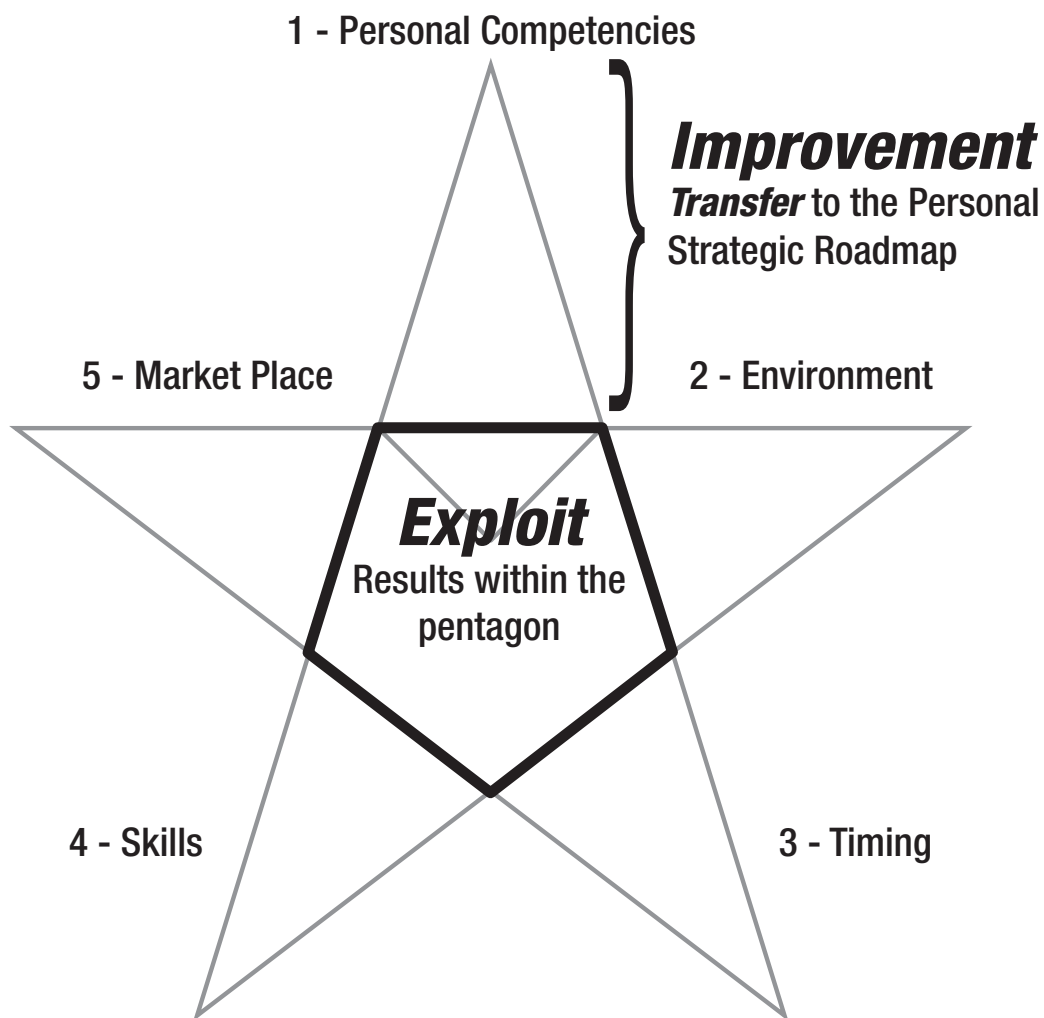 1 - Personal Competencies
Improvement
Transfer to the Personal
Strategic Roadmap
5 - Market Place
2 - Environment
Exploit
Results within the
pentagon
4 - Skills
3 - Timing